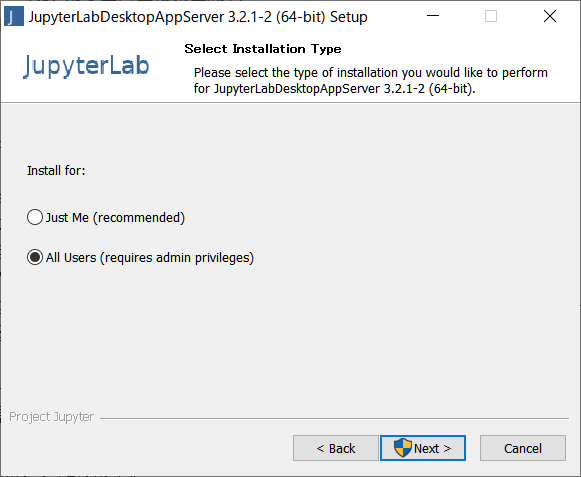 JupyterLabDesktopAppServer 3.2.1-2 (64-bit) Setup
JupyterLab
Select Installation Type
Please select the type of installation you would like to perform
for JupyterLabDesktopAppServer 3.2.1-2 (64-bit).
Install for:
Just Me (recommended)
All Users (requires admin privileges)
Project Jupyter
< Back
Next >
Cancel